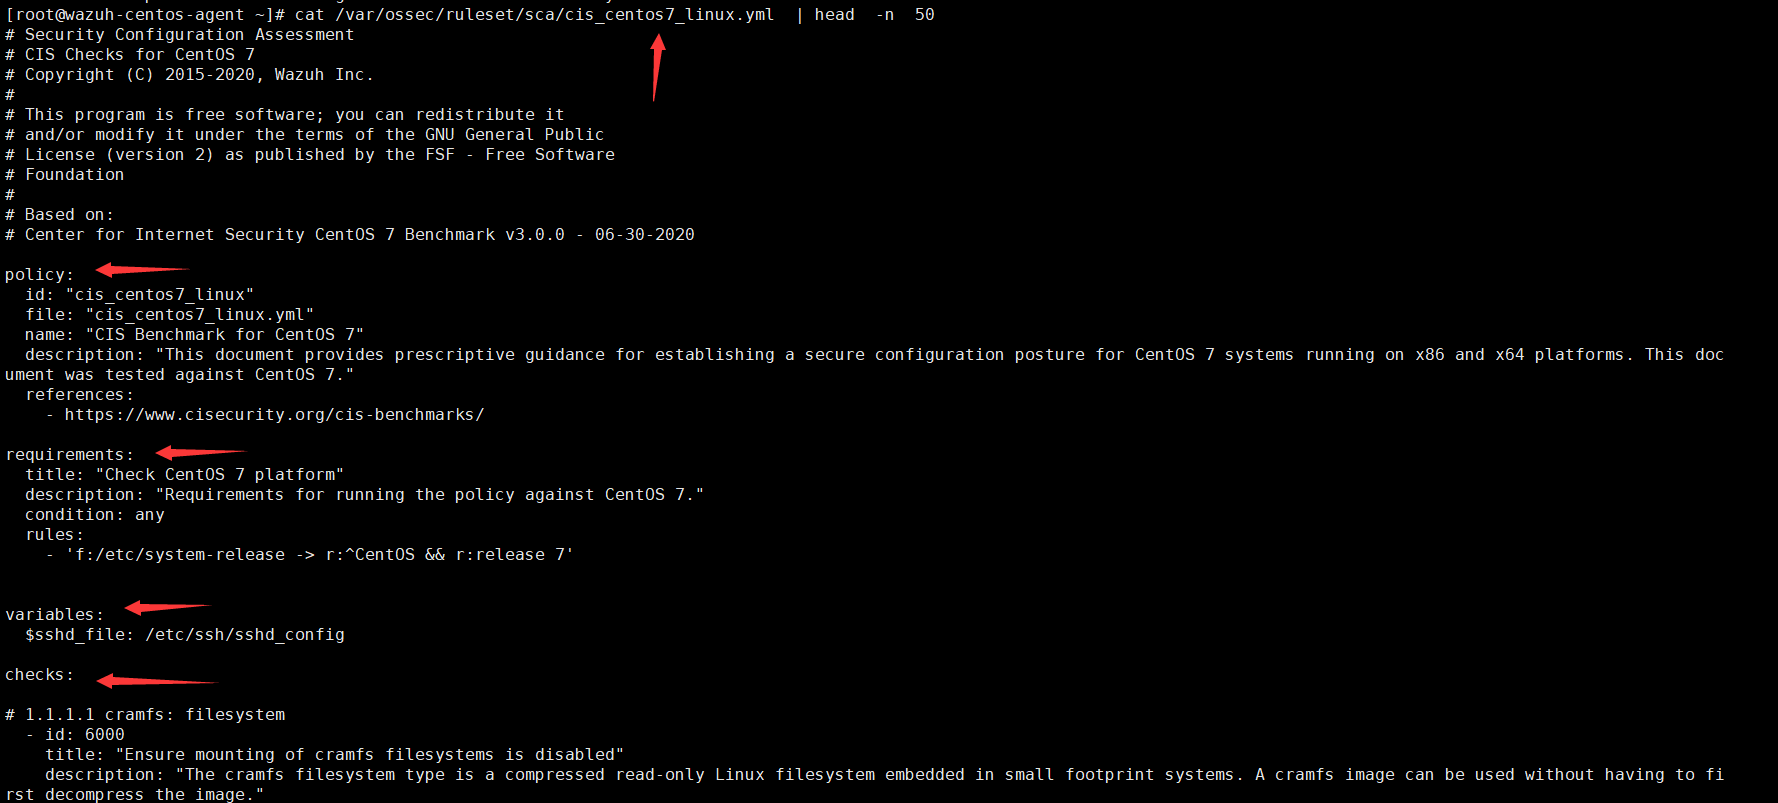 [root@wazuh-centos-agent ~]# cat /var/ossec/ruleset/sca/cis_centos7_linux.yml  | head  -n  50
# Security Configuration Assessment
# CIS Checks for CentOS 7
# Copyright (C) 2015-2020, Wazuh Inc.
#
# This program is free software; you can redistribute it
# and/or modify it under the terms of the GNU General Public
# License (version 2) as published by the FSF - Free Software
# Foundation
#
# Based on:
# Center for Internet Security CentOS 7 Benchmark v3.0.0 - 06-30-2020
policy:
  id: "cis_centos7_linux"
  file: "cis_centos7_linux.yml"
  name: "CIS Benchmark for CentOS 7"
  description: "This document provides prescriptive guidance for establishing a secure configuration posture for CentOS 7 systems running on x86 and x64 platforms. This doc
ument was tested against CentOS 7."
  references:
    - https://www.cisecurity.org/cis-benchmarks/
requirements:
  title: "Check CentOS 7 platform"
  description: "Requirements for running the policy against CentOS 7."
  condition: any
  rules:
    - 'f:/etc/system-release -> r:^CentOS && r:release 7'
variables:
  $sshd_file: /etc/ssh/sshd_config
checks:
# 1.1.1.1 cramfs: filesystem
  - id: 6000
    title: "Ensure mounting of cramfs filesystems is disabled"
    description: "The cramfs filesystem type is a compressed read-only Linux filesystem embedded in small footprint systems. A cramfs image can be used without having to fi
rst decompress the image."